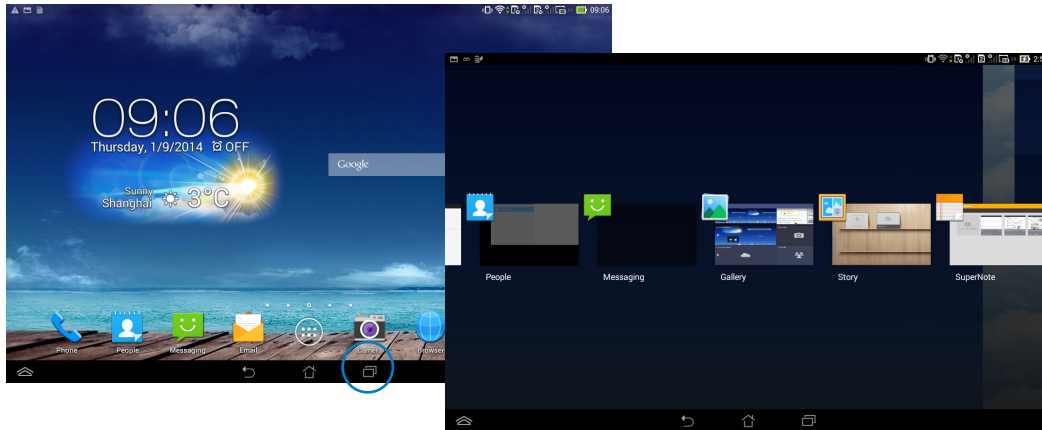 09:06
09:06
Thursday, 1/9/2014 OFF
Google
Sunny
Shanghai 3°C
Phone
People
Messaging
Email
Camera
Browser
People
Messaging
Gallery
Story
SuperNote